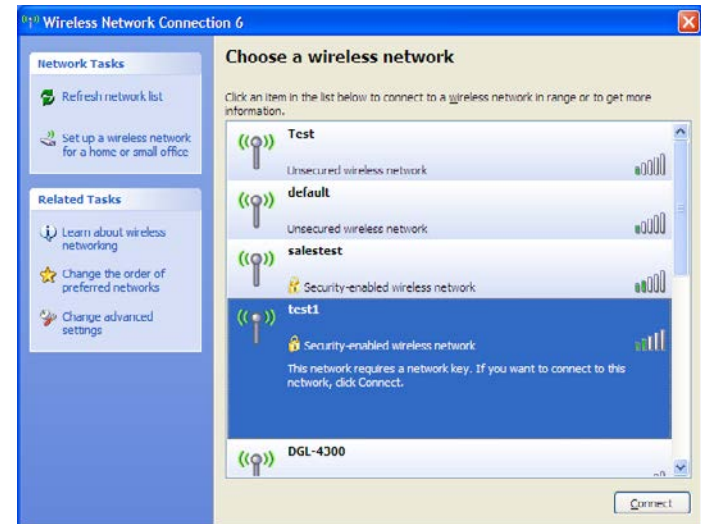 Wireless Network Connection 6
Network Tasks
Refresh network list
Set up a wireless network
for a home or small office
Related Tasks
Learn about wireless
networking
Change the order of
preferred networks
Change advanced
settings
Choose a wireless network
Click an item in the list below to connect to a wireless network in range or to get more
information.
Test
Unsecured wireless network
default
Unsecured wireless network
salestest
Security-enabled wireless network
test1
Security-enabled wireless network
This network requires a network key. If you want to connect to this
network, click Connect.
DGL-4300
Connect